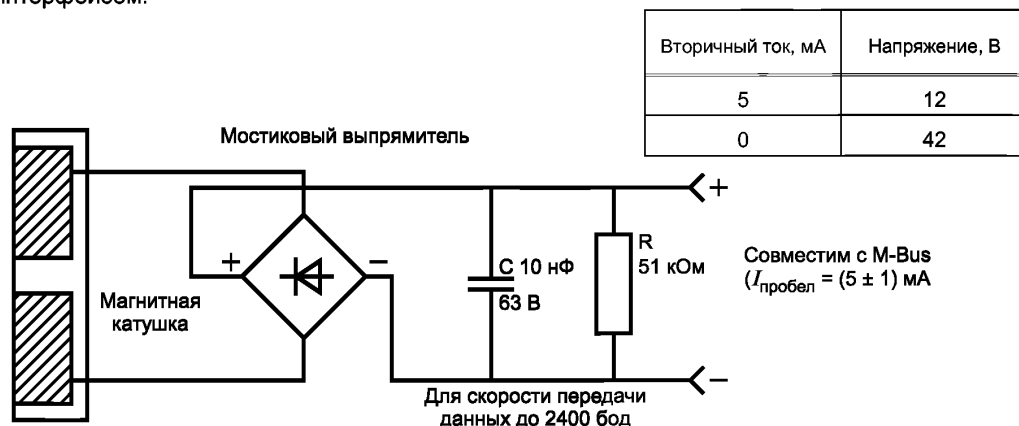 интерфейсом.
Вторичный ток, мА Напряжение, В
5 12
0 42
Мостиковый выпрямитель
+
+ –
С 10 нФ
63 В
R
51 кОм
Совместим с M-Bus
(Iпробел = (5 ± 1) мА
Магнитная
катушка
–
Для скорости передачи
данных до 2400 бод